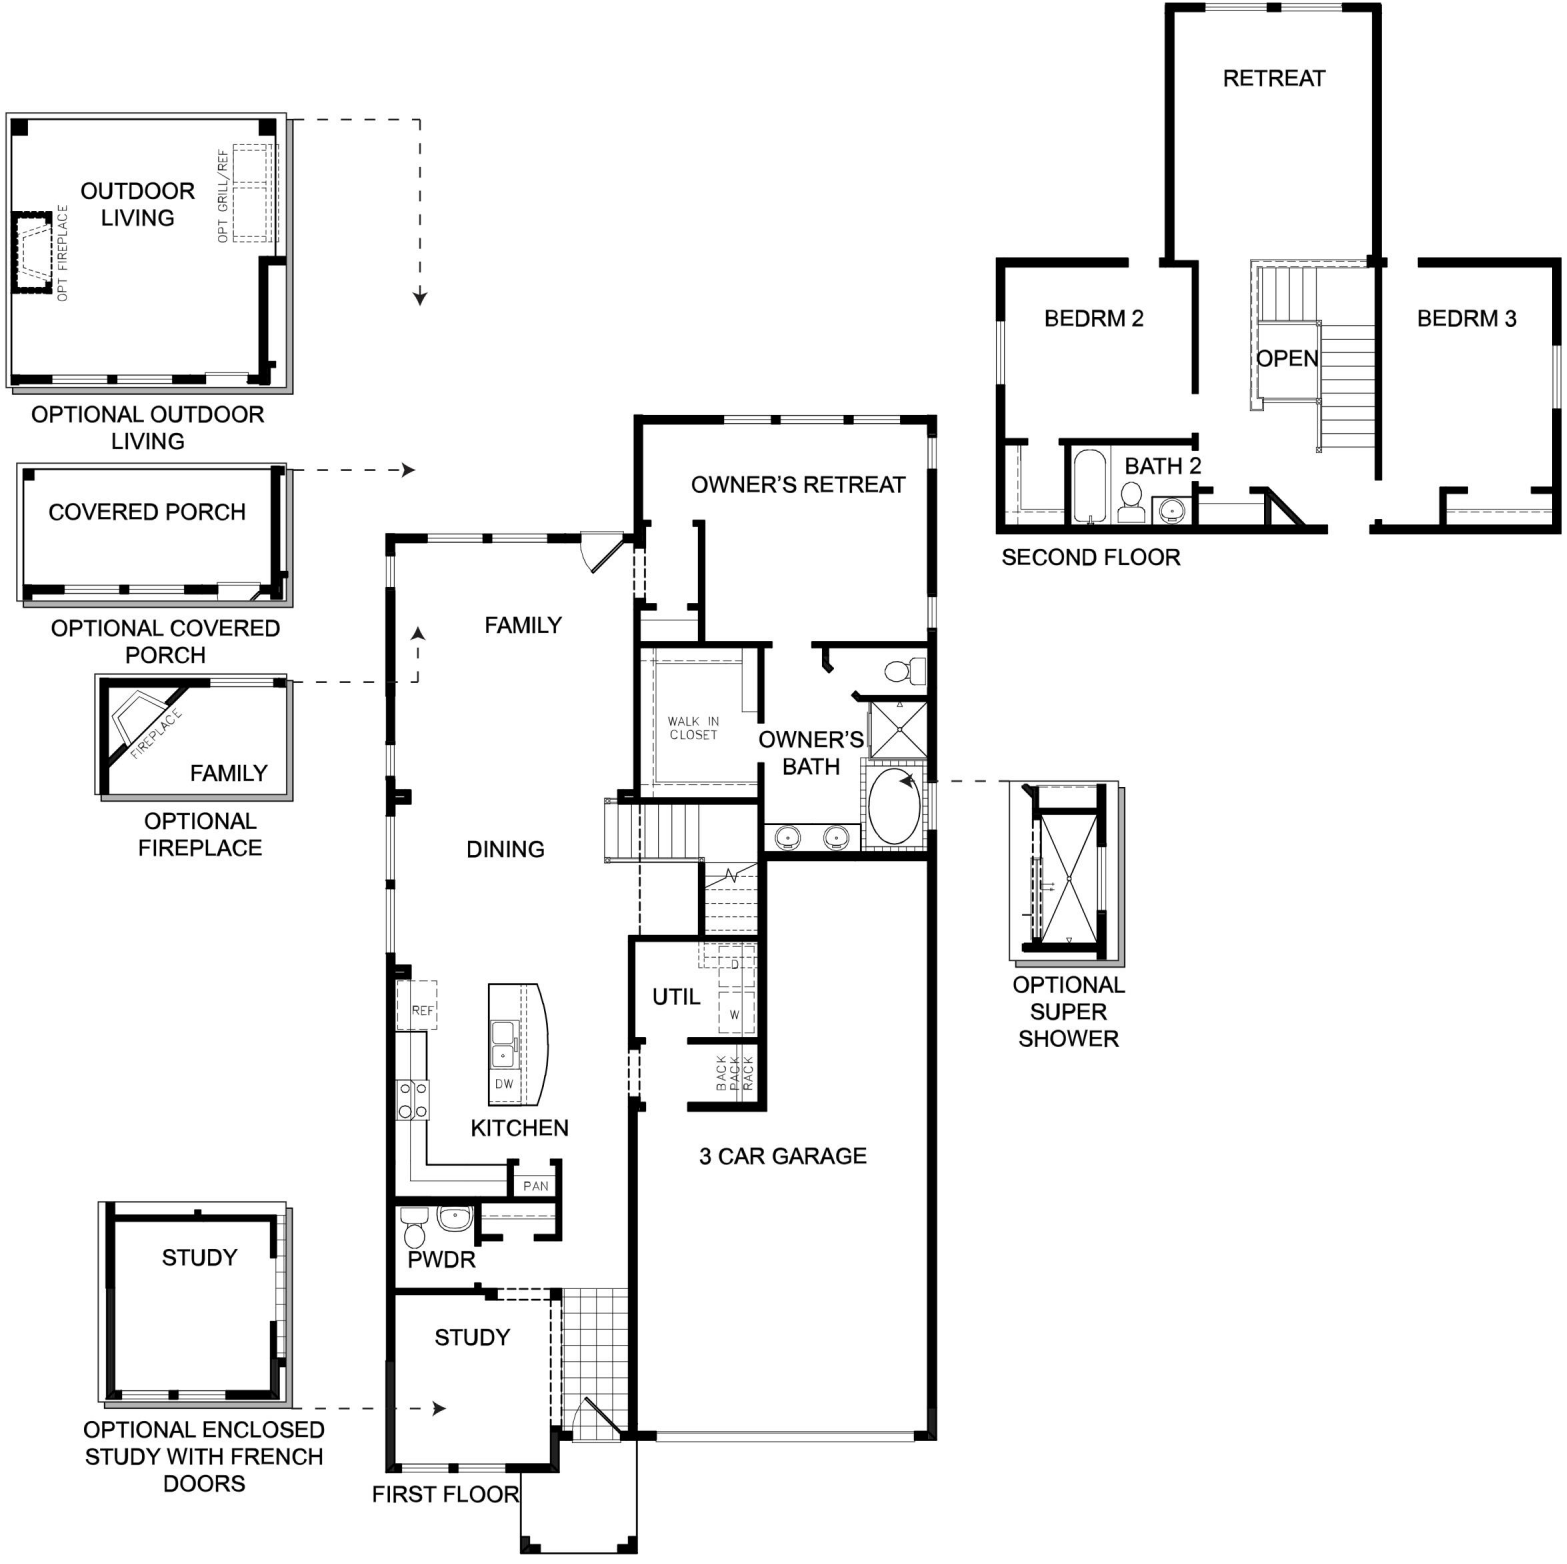 RETREAT
BEDRM 2
OPEN
BEDRM 3
BATH 2
SECOND FLOOR
OUTDOOR
LIVING
OPT GRILL/REF
OPT FIREPLACE
OPTIONAL OUTDOOR
LIVING
COVERED PORCH
OPTIONAL COVERED
PORCH
FIREPLACE
FAMILY
OPTIONAL
FIREPLACE
OWNER'S RETREAT
FAMILY
WALK IN
CLOSET
OWNER'S
BATH
DINING
D
UTIL
W
REF
BACK
PACK
RACK
DW
KITCHEN
3 CAR GARAGE
PAN
PWDR
STUDY
FIRST FLOOR
OPTIONAL
SUPER
SHOWER
STUDY
OPTIONAL ENCLOSED
STUDY WITH FRENCH
DOORS